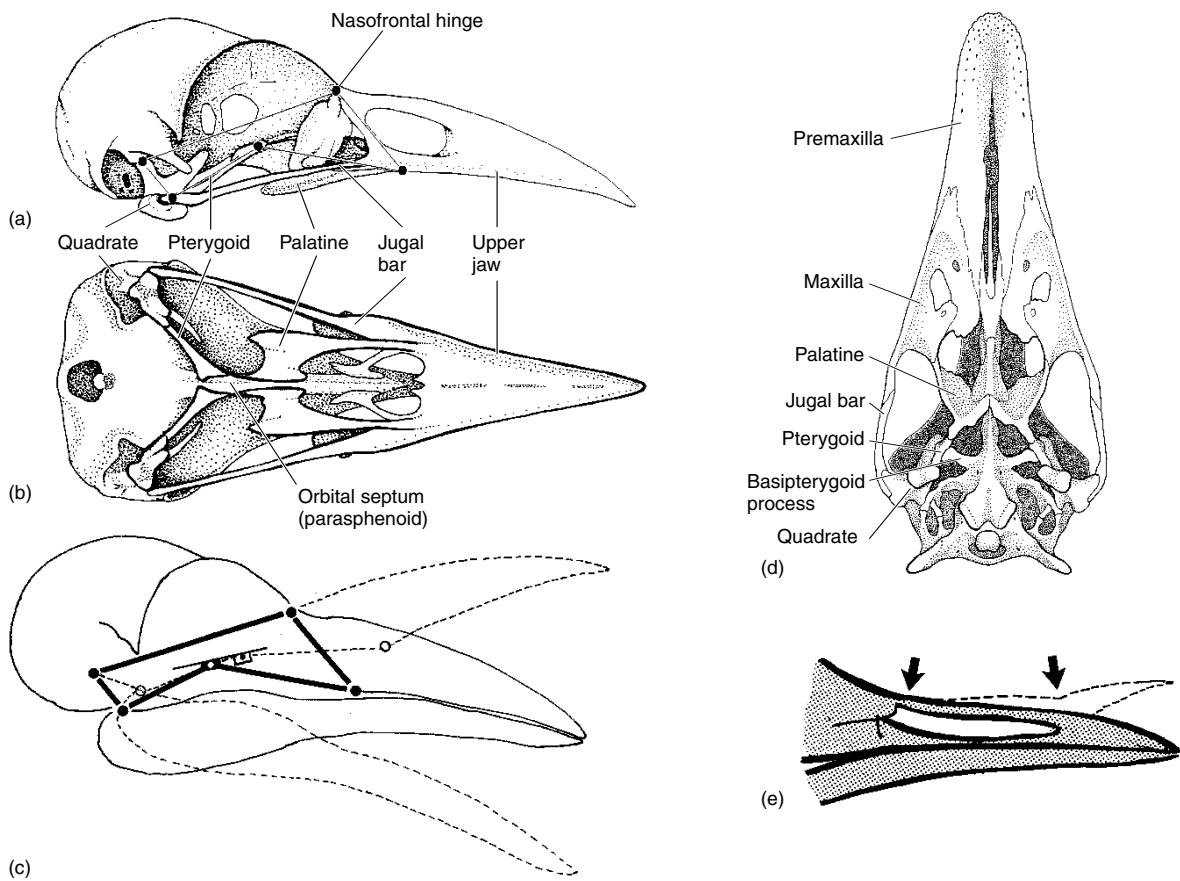 Nasofrontal hinge
(a)
Quadrate
Pterygoid
Palatine
Jugal
bar
Upper
jaw
(b)
Orbital septum
(parasphenoid)
(c)
Premaxilla
Maxilla
Palatine
Jugal bar
Pterygoid
Basipterygoid
process
Quadrate
(d)
(e)